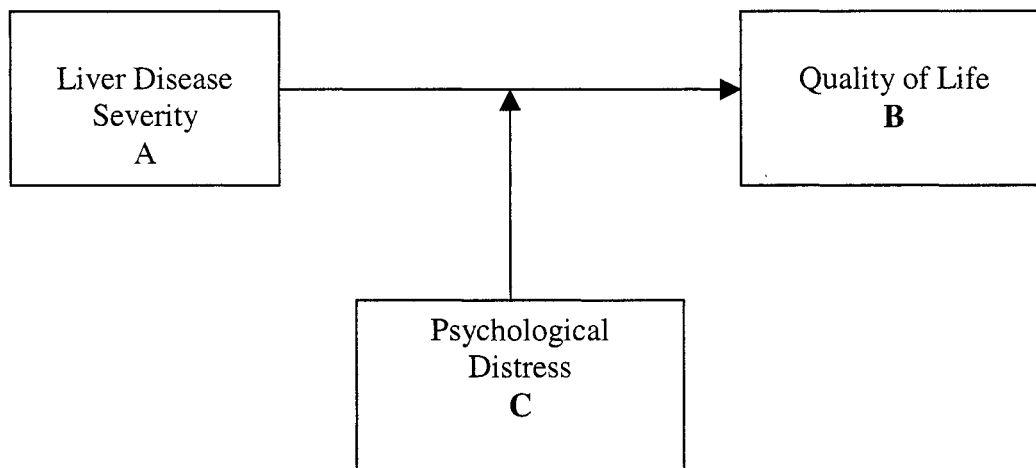 Liver Disease
Severity
A
Quality of Life
B
Psychological
Distress
C